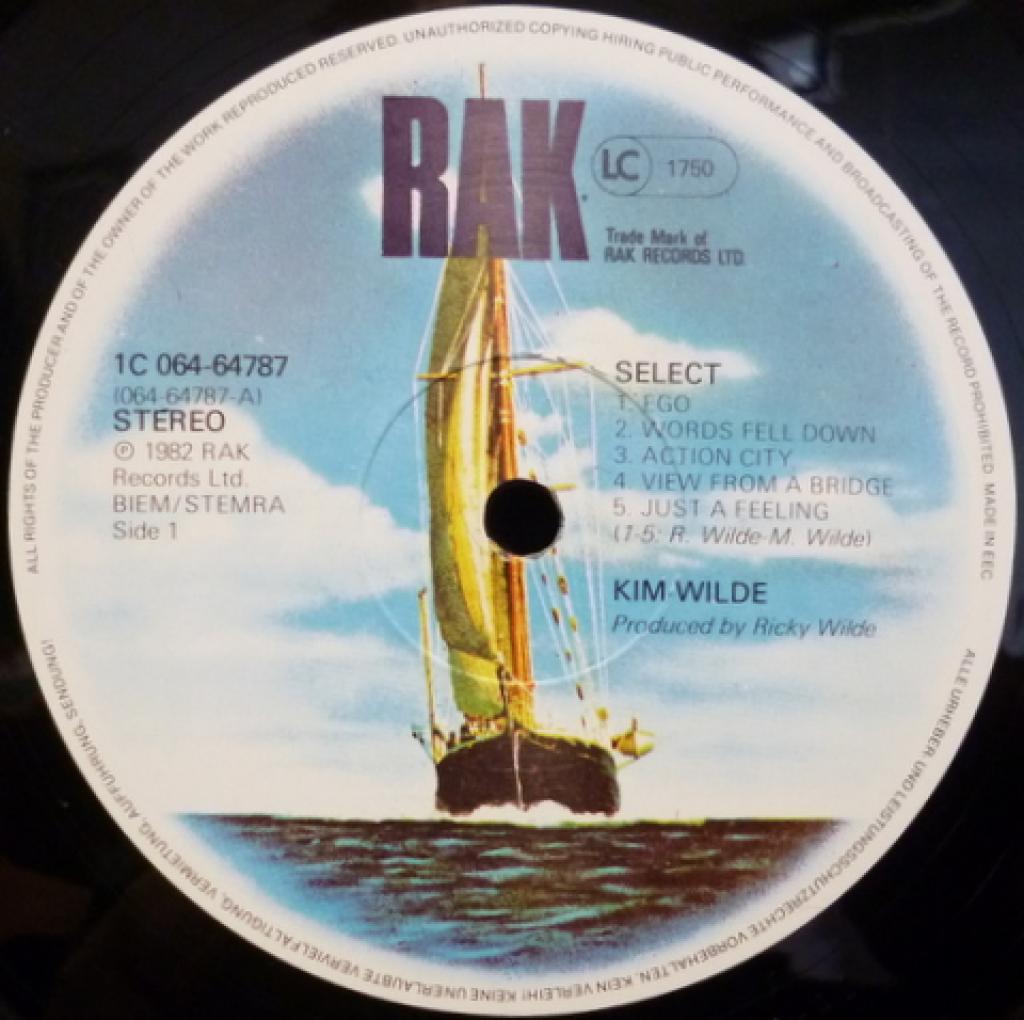 ALL RIGHTS OF THE PRODUCER AND OF THE OWNER OF THE WORK REPRODUCED RESERVED. UNAUTHORIZED COPYING HIRING PUBLIC PERFORMANCE AND BROADCASTING OF THE RECORD PROHIBITED MADE IN EEC
RAK
LC 1750
Trade Mark of
RAK RECORDS LTD.
1C 064-64787
(064-64787-A)
STEREO
℗ 1982 RAK
Records Ltd.
BIEM/STEMRA
Side 1
SELECT
1. EGO
2. WORDS FELL DOWN
3. ACTION CITY
4. VIEW FROM A BRIDGE
5. JUST A FEELING
(1-5: R. Wilde-M. Wilde)
KIM WILDE
Produced by Ricky Wilde
ALLE URHEBER- UND LEISTUNGSSCHUTZRECHTE VORBEHALTEN. KEIN VERLEIH! KEINE UNERLAUBTE VERVIELFÄLTIGUNG, VERMIETUNG, AUFFÜHRUNG, SENDUNG!